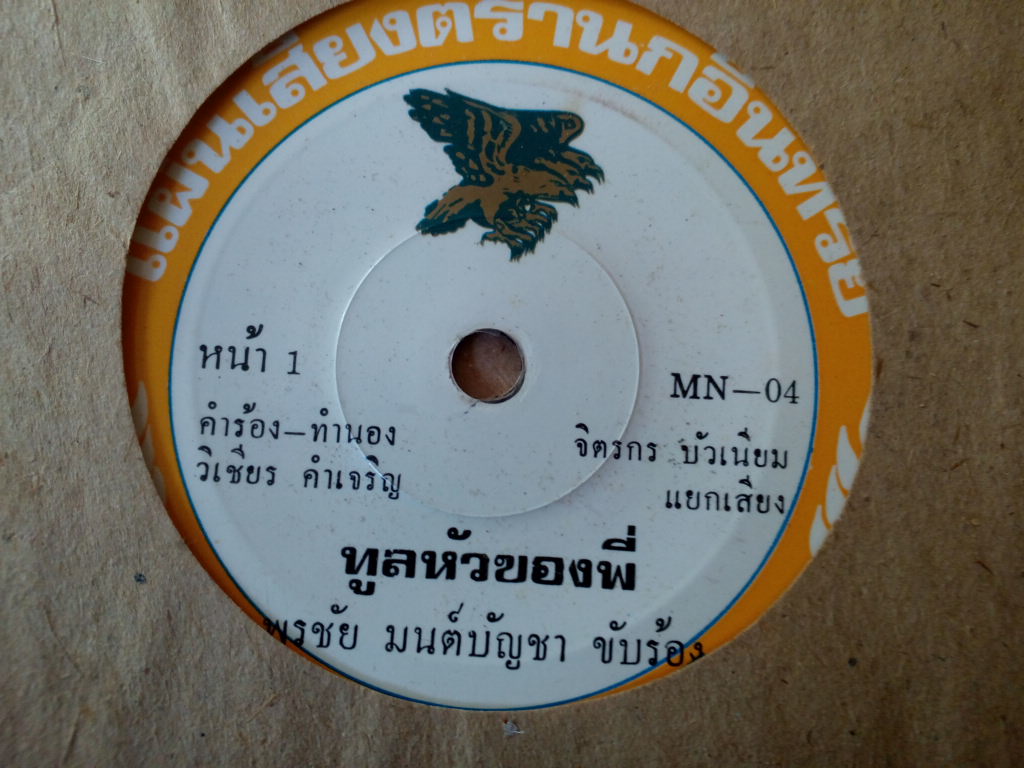 แผ่นเสียงตรานกอินทรีย์
หน้า 1
MN—04
คำร้อง—ทำนอง
วิเชียร คำเจริญ
จิตรกร บัวเนียม
แยกเสียง
ทูลหัวของพี่
พรชัย มนต์บัญชา ขับร้อง